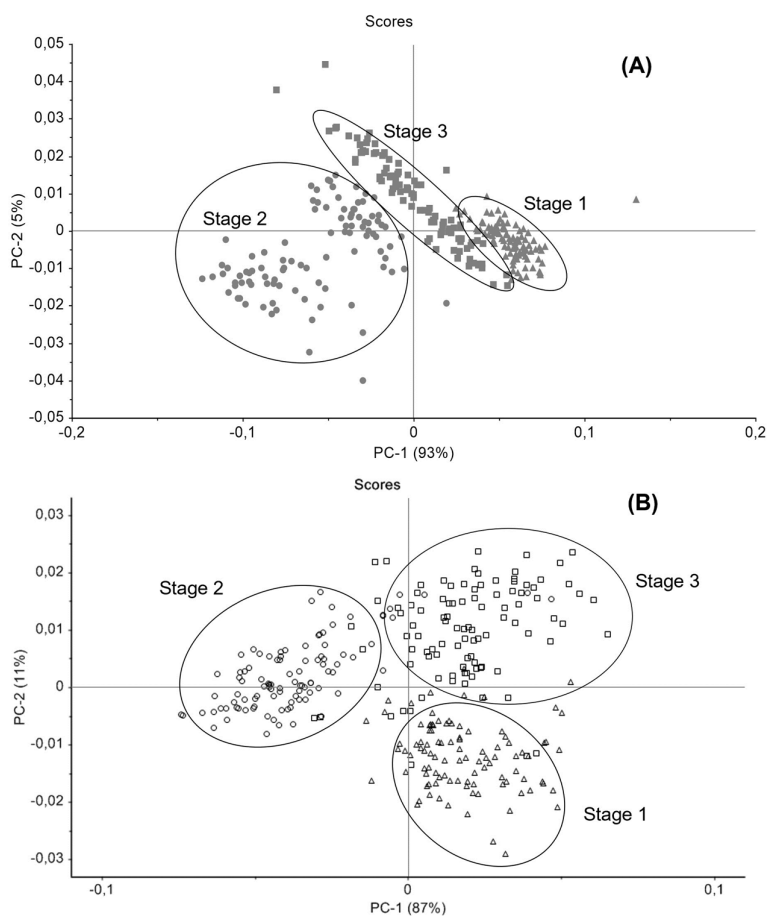 Scores
(A)
0,05
0,04
0,03
0,02
0,01
0
-0,01
-0,02
-0,03
-0,04
-0,05
PC-2 (5%)
Stage 3
Stage 1
Stage 2
-0,2
-0,1
0
0,1
0,2
PC-1 (93%)
Scores
(B)
0,03
0,02
0,01
0
-0,01
-0,02
-0,03
PC-2 (11%)
Stage 2
Stage 3
Stage 1
-0,1
0
0,1
PC-1 (87%)